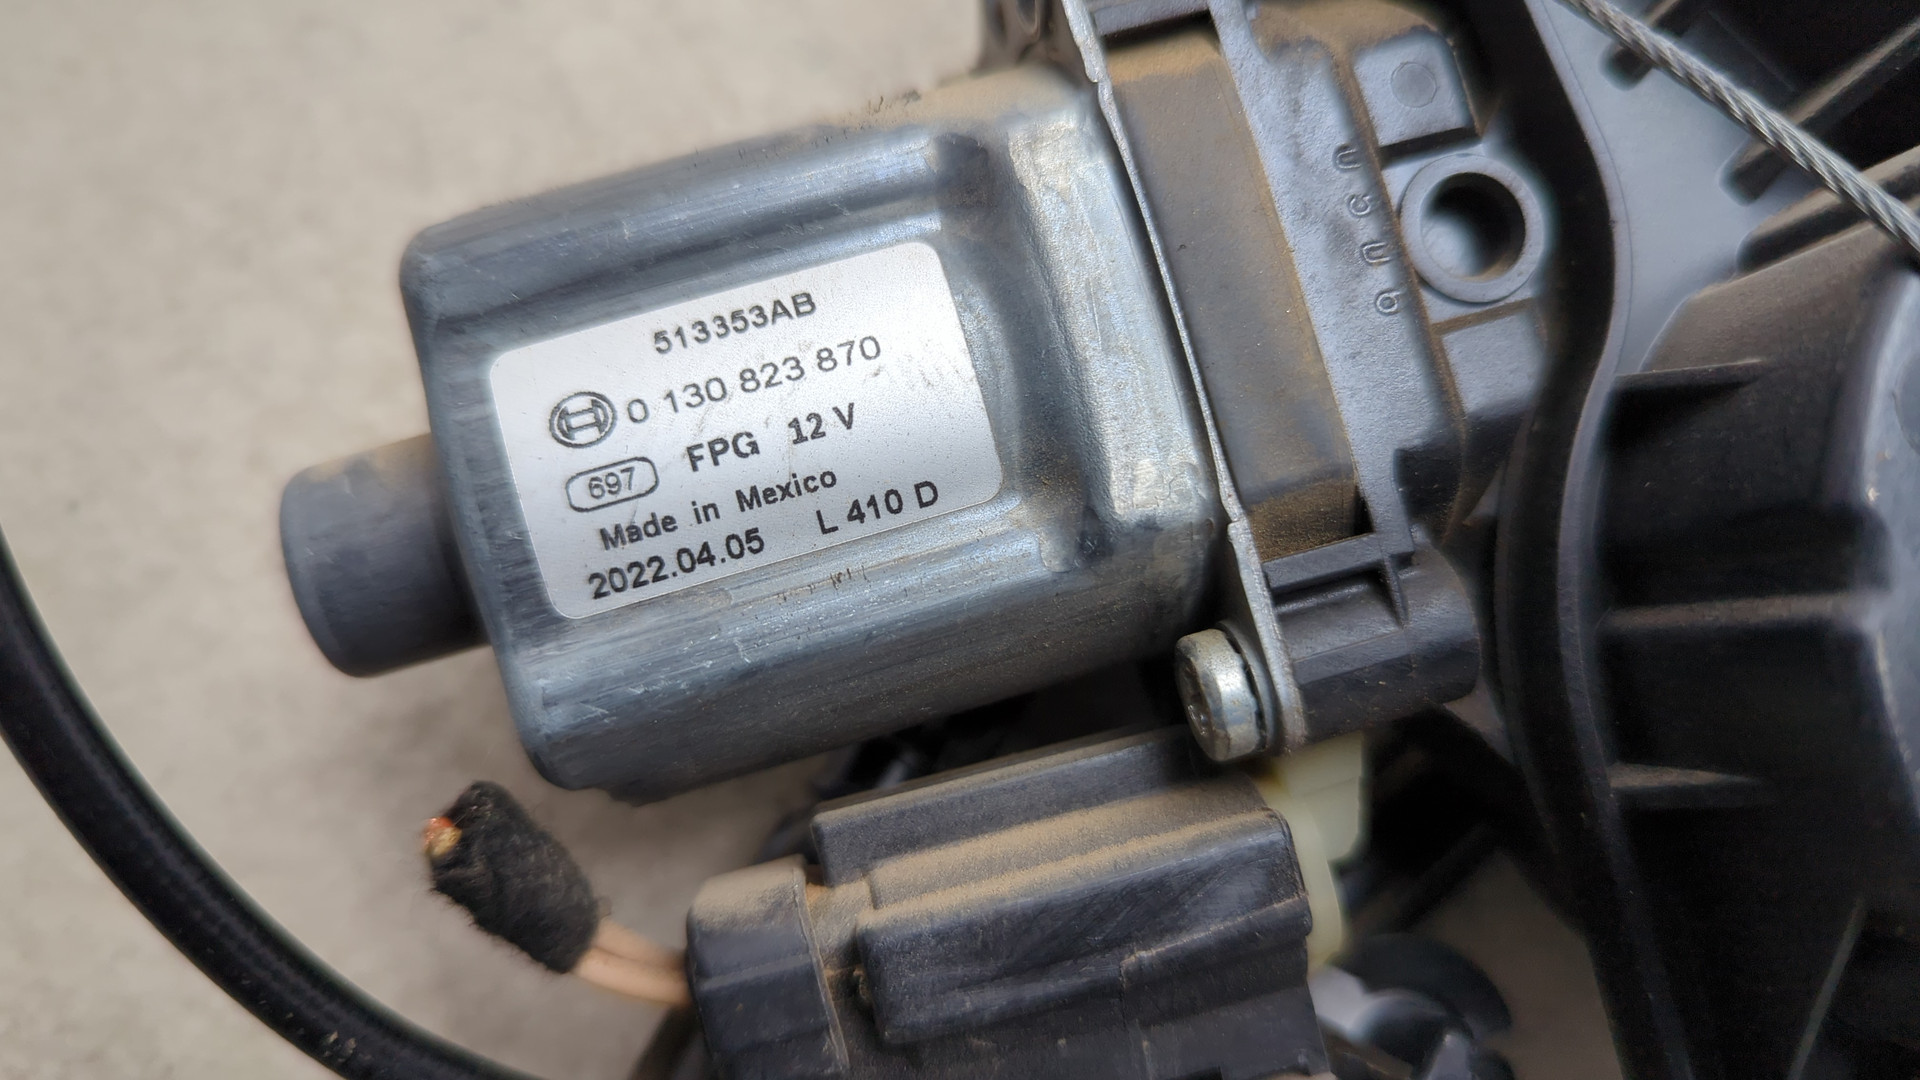 513353AB
0 130 823 870
697 FPG 12 V
Made in Mexico
2022.04.05 L 410 D